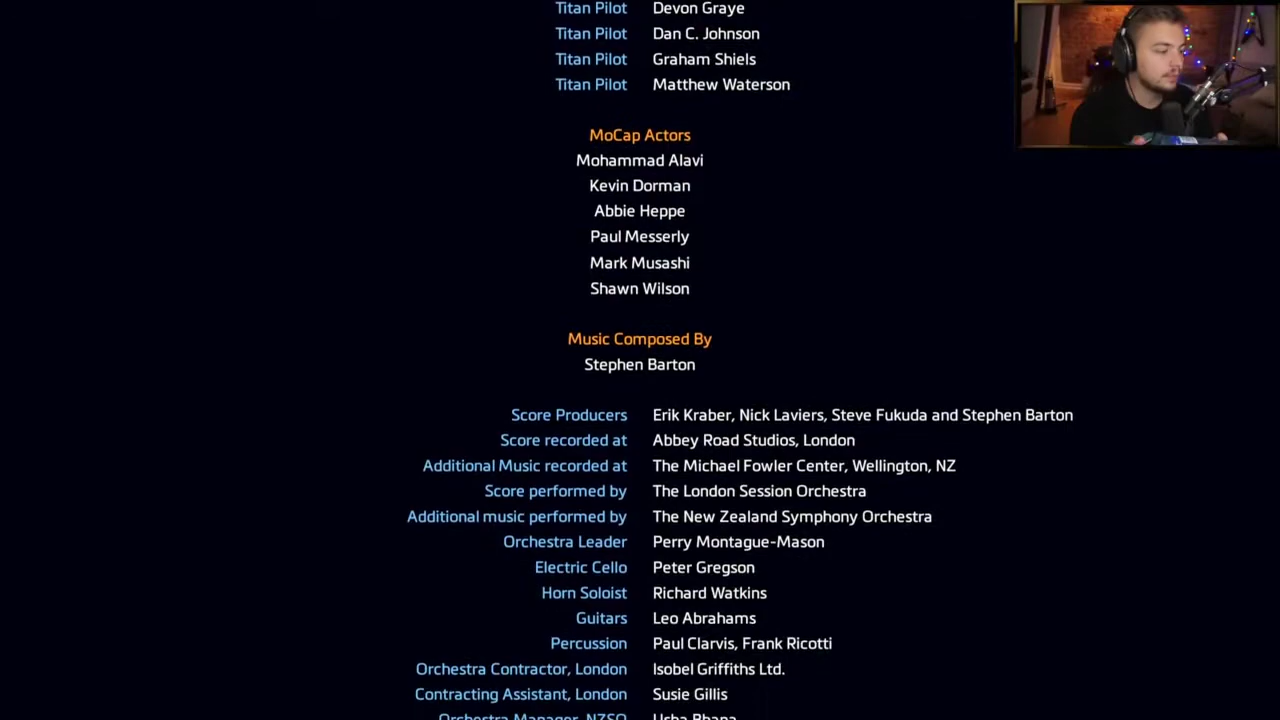 Titan Pilot Devon Graye
Titan Pilot Dan C. Johnson
Titan Pilot Graham Shiels
Titan Pilot Matthew Waterson
MoCap Actors
Mohammad Alavi
Kevin Dorman
Abbie Heppe
Paul Messerly
Mark Musashi
Shawn Wilson
Music Composed By
Stephen Barton
Score Producers Erik Kraber, Nick Laviers, Steve Fukuda and Stephen Barton
Score recorded at Abbey Road Studios, London
Additional Music recorded at The Michael Fowler Center, Wellington, NZ
Score performed by The London Session Orchestra
Additional music performed by The New Zealand Symphony Orchestra
Orchestra Leader Perry Montague-Mason
Electric Cello Peter Gregson
Horn Soloist Richard Watkins
Guitars Leo Abrahams
Percussion Paul Clarvis, Frank Ricotti
Orchestra Contractor, London Isobel Griffiths Ltd.
Contracting Assistant, London Susie Gillis
Orchestra Manager, NZSO